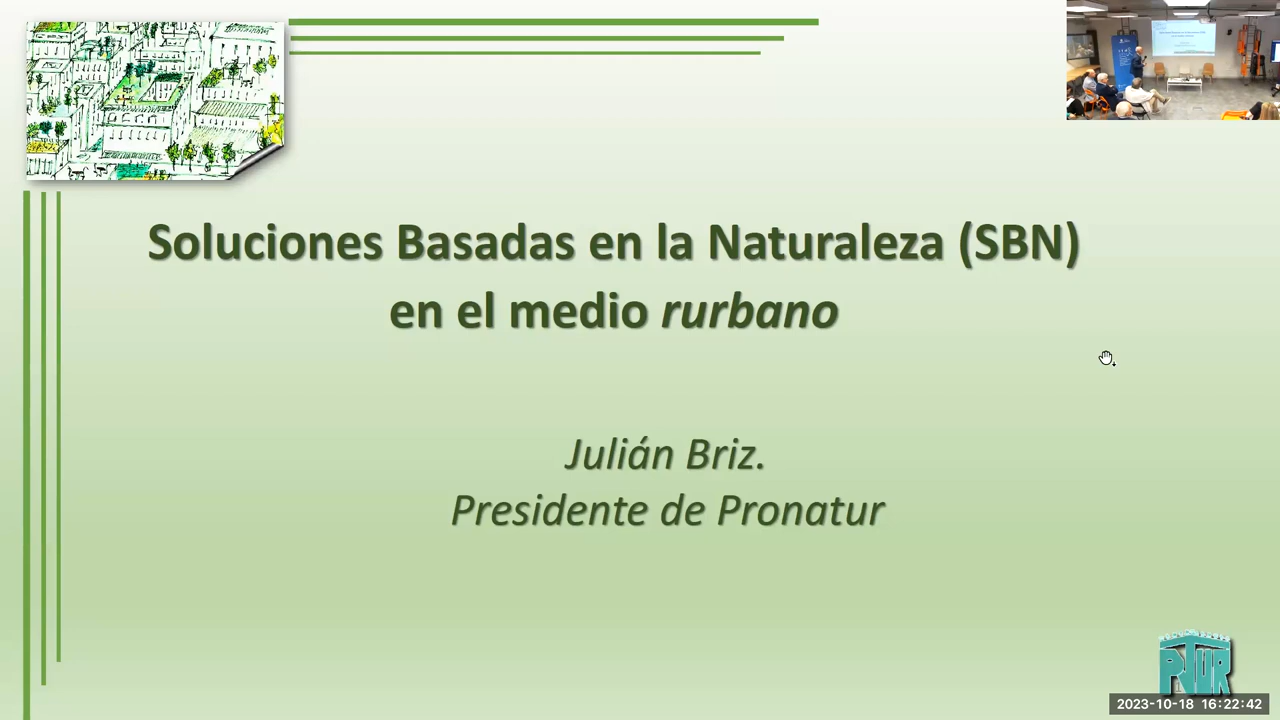 Soluciones Basadas en la Naturaleza (SBN)
en el medio rurbano
Julián Briz.
Presidente de Pronatur
2023-10-18 16:22:42